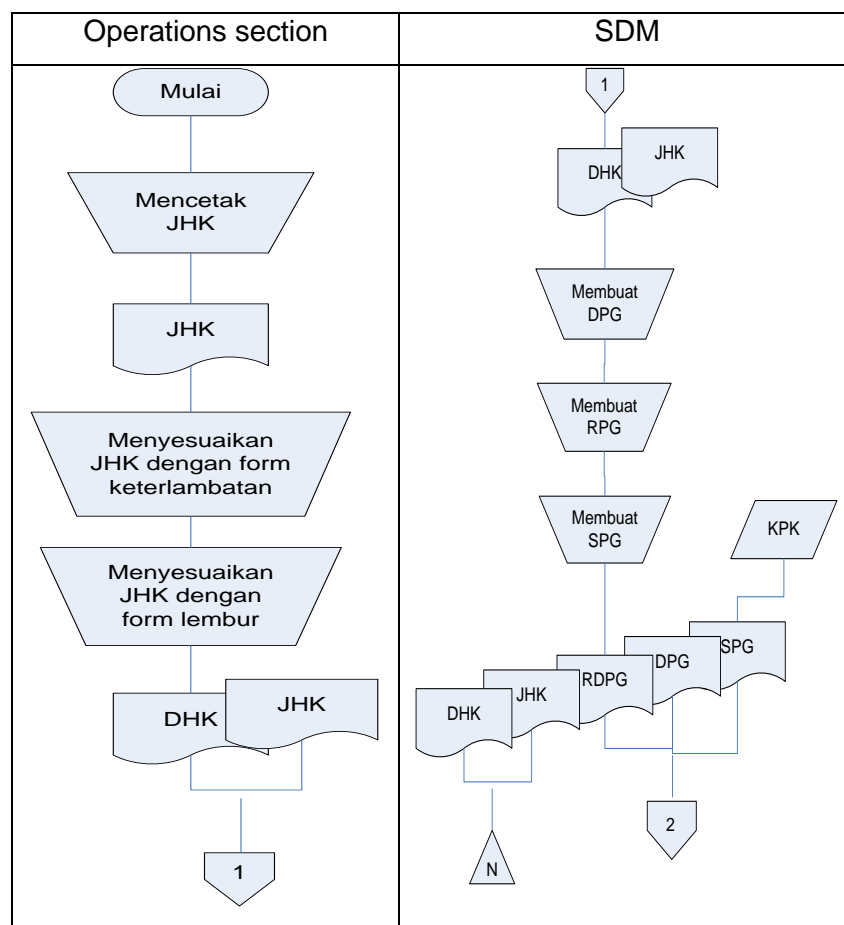 Operations section
Mulai
Mencetak
JHK
JHK
Menyesuaikan
JHK dengan form
keterlambatan
Menyesuaikan
JHK dengan
form lembur
DHK
JHK
1
SDM
1
DHK
JHK
Membuat
DPG
Membuat
RPG
Membuat
SPG
KPK
DHK
JHK
RDPG
DPG
SPG
N
2